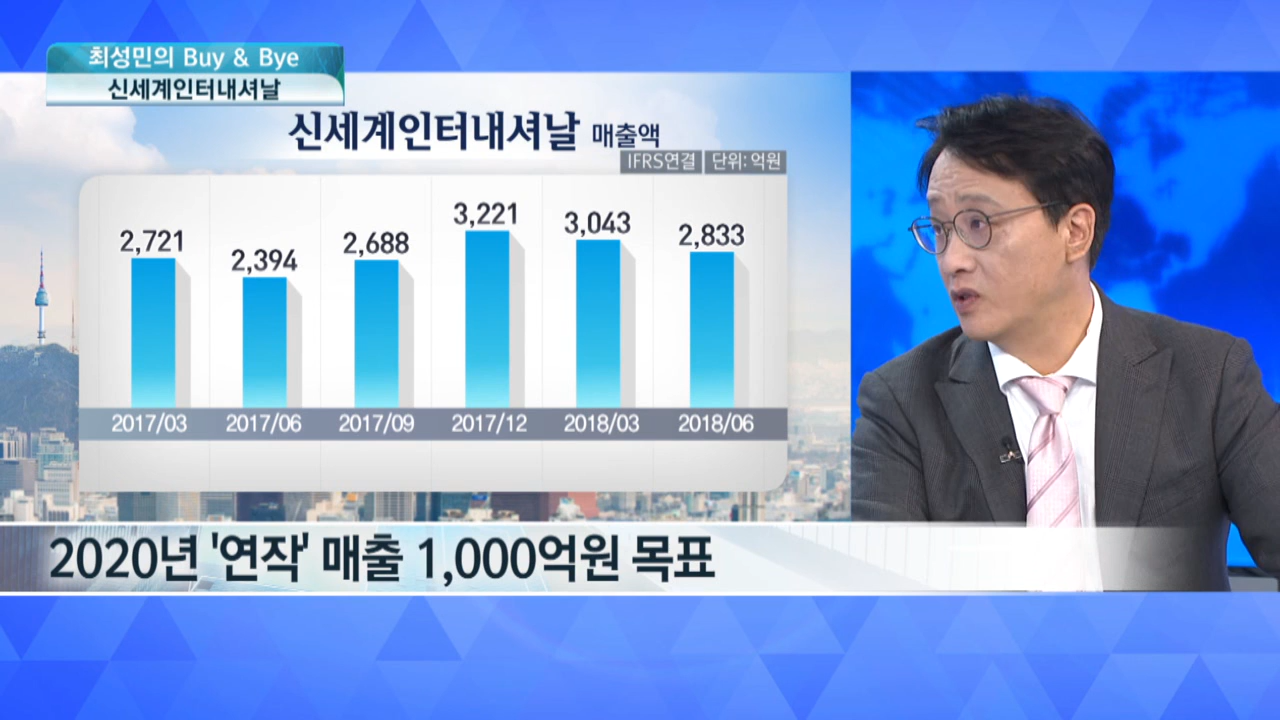 최성민의 Buy & Bye
신세계인터내셔날
신세계인터내셔날 매출액
IFRS연결 단위: 억원
2,721
2,394
2,688
3,221
3,043
2,833
2017/03
2017/06
2017/09
2017/12
2018/03
2018/06
2020년 '연작' 매출 1,000억원 목표